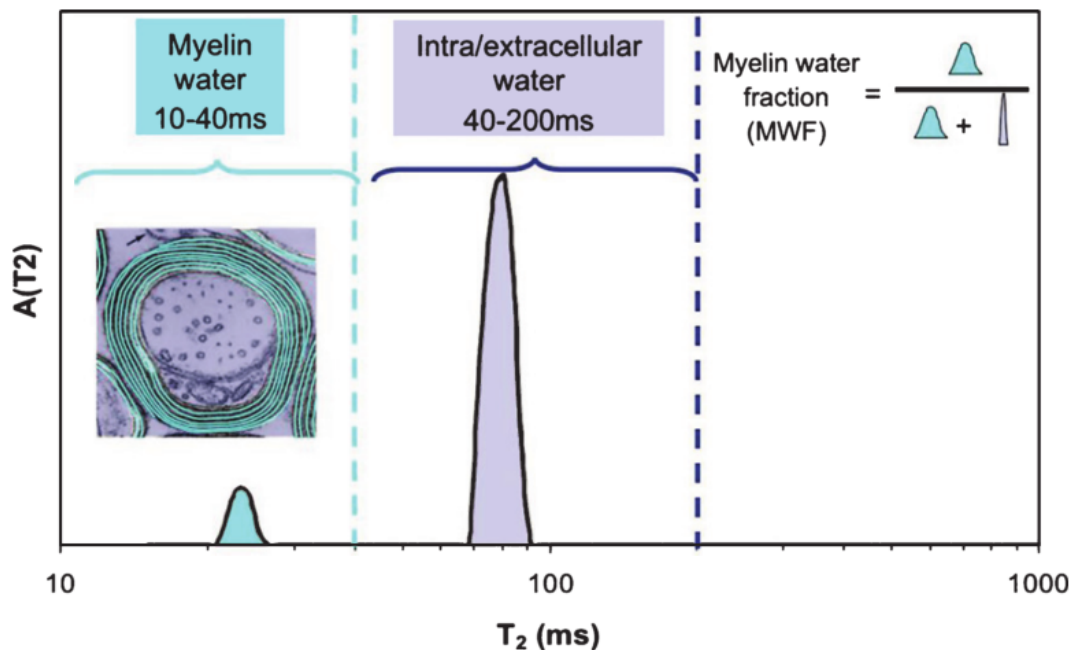 Myelin
water
10-40ms
Intra/extracellular
water
40-200ms
Myelin water
fraction
(MWF)
=
+
A(T2)
10
100
1000
T₂ (ms)